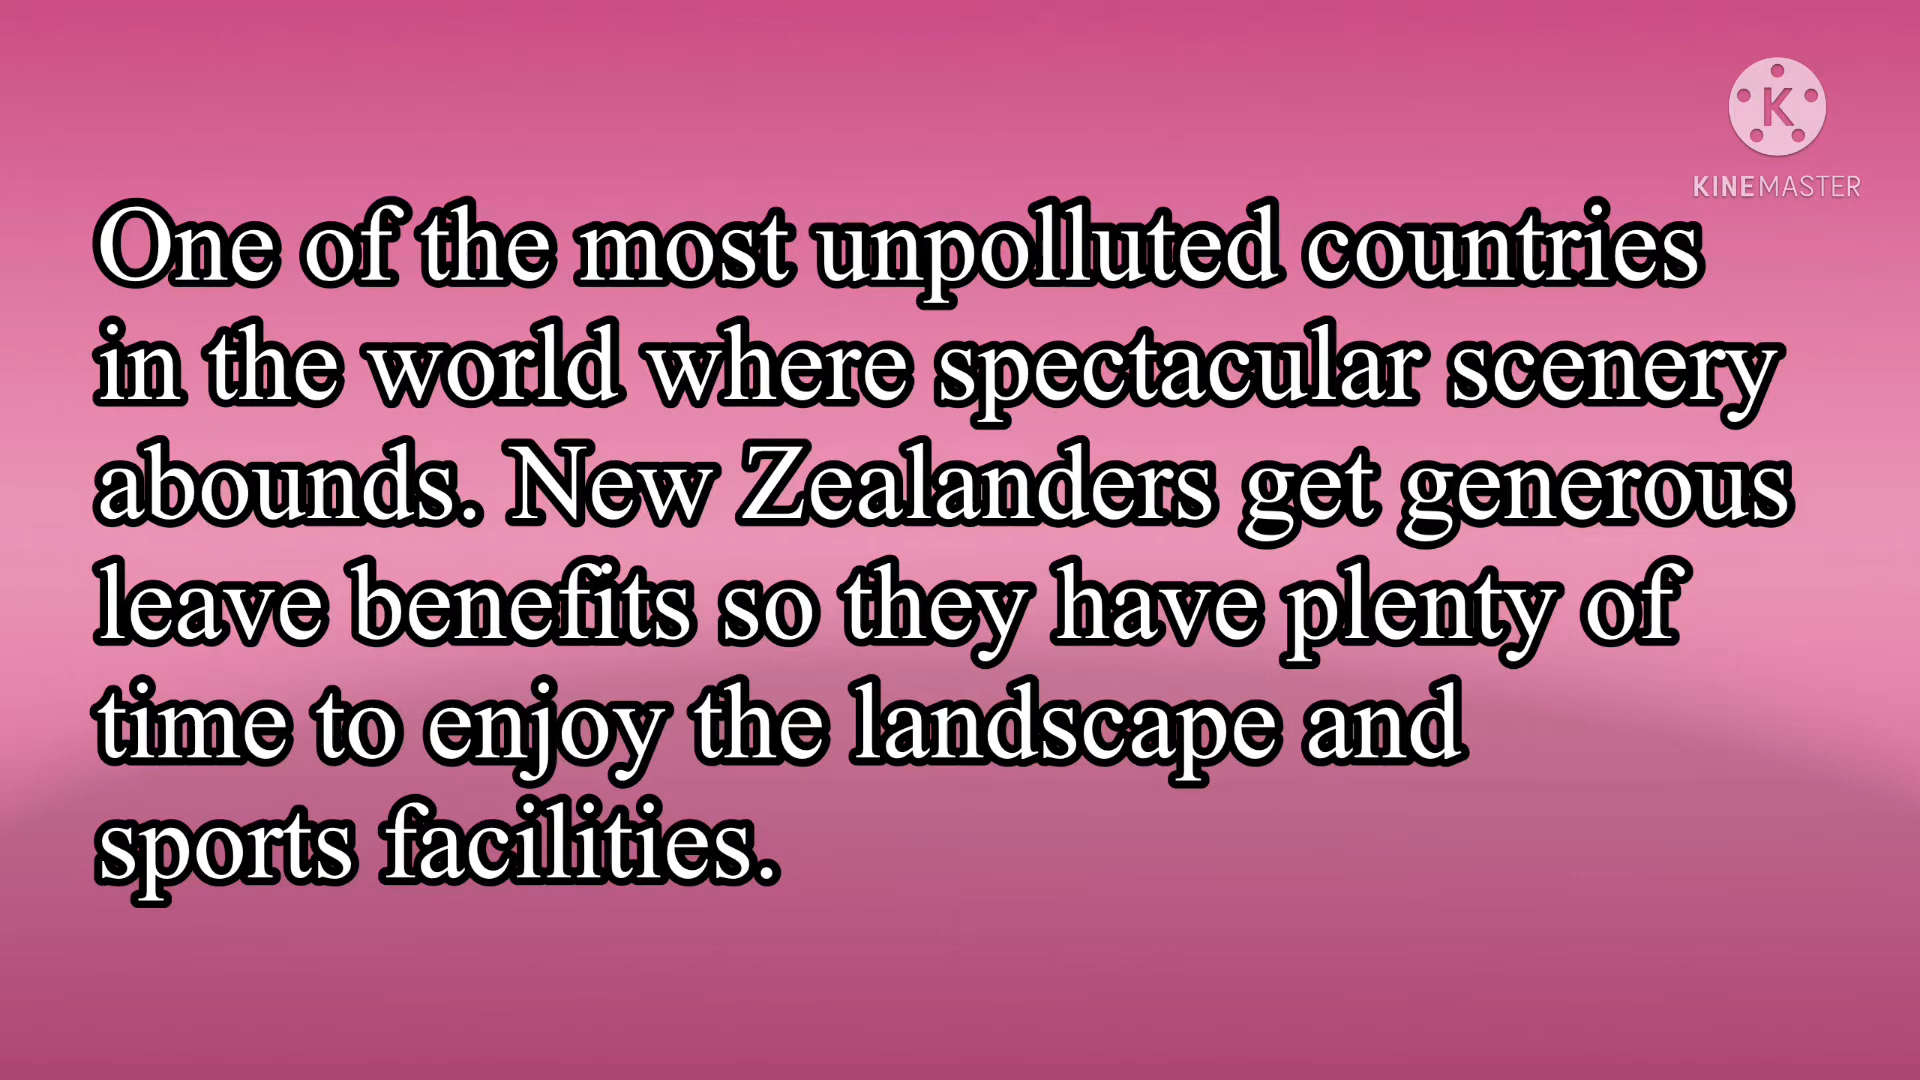 K
KINEMASTER
One of the most unpolluted countries
in the world where spectacular scenery
abounds. New Zealanders get generous
leave benefits so they have plenty of
time to enjoy the landscape and
sports facilities.